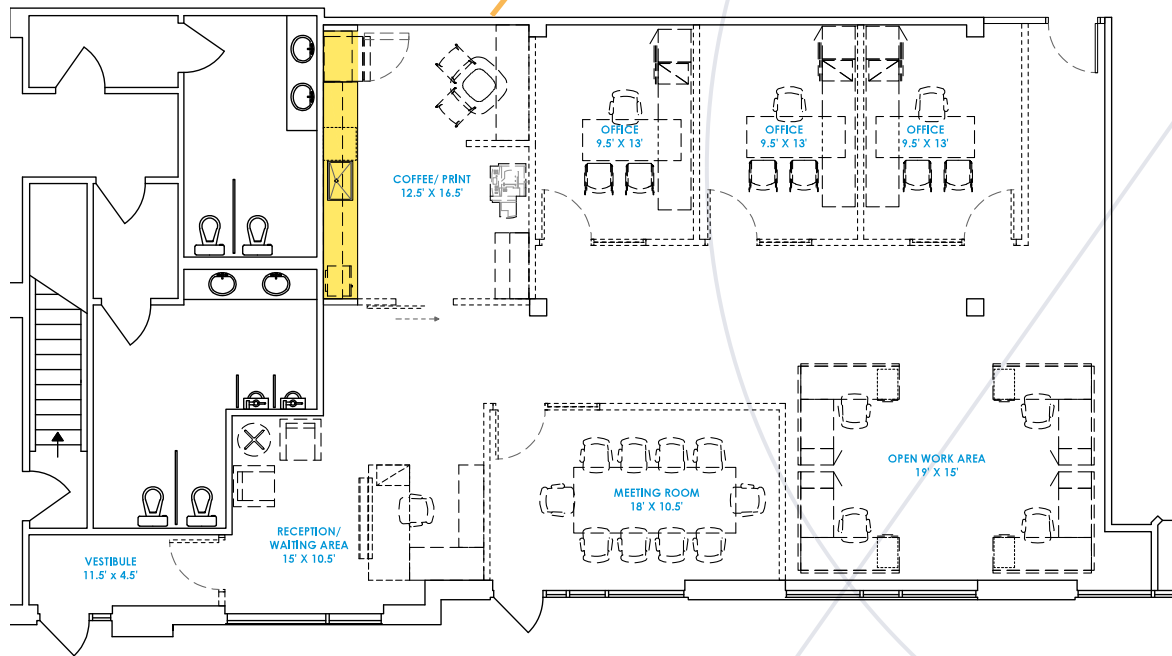 OFFICE
9.5' X 13'
OFFICE
9.5' X 13'
OFFICE
9.5' X 13'
COFFEE/ PRINT
12.5' X 16.5'
OPEN WORK AREA
19' X 15'
MEETING ROOM
18' X 10.5'
RECEPTION/
WAITING AREA
15' X 10.5'
VESTIBULE
11.5' x 4.5'